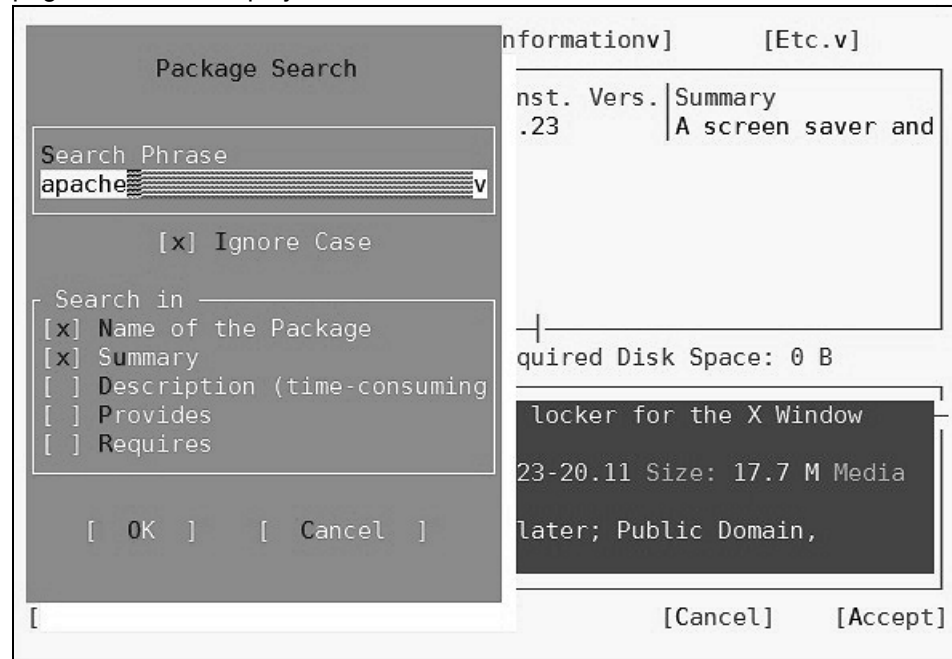 nformationv] [Etc.v]
Package Search
nst. Vers. Summary
.23 A screen saver and
Search Phrase
apache v
[x] Ignore Case
Search in
[x] Name of the Package
[x] Summary
[ ] Description (time-consuming
[ ] Provides
[ ] Requires
quired Disk Space: 0 B
locker for the X Window
23-20.11 Size: 17.7 M Media
later; Public Domain,
[ OK ] [ Cancel ]
[ [Cancel] [Accept]